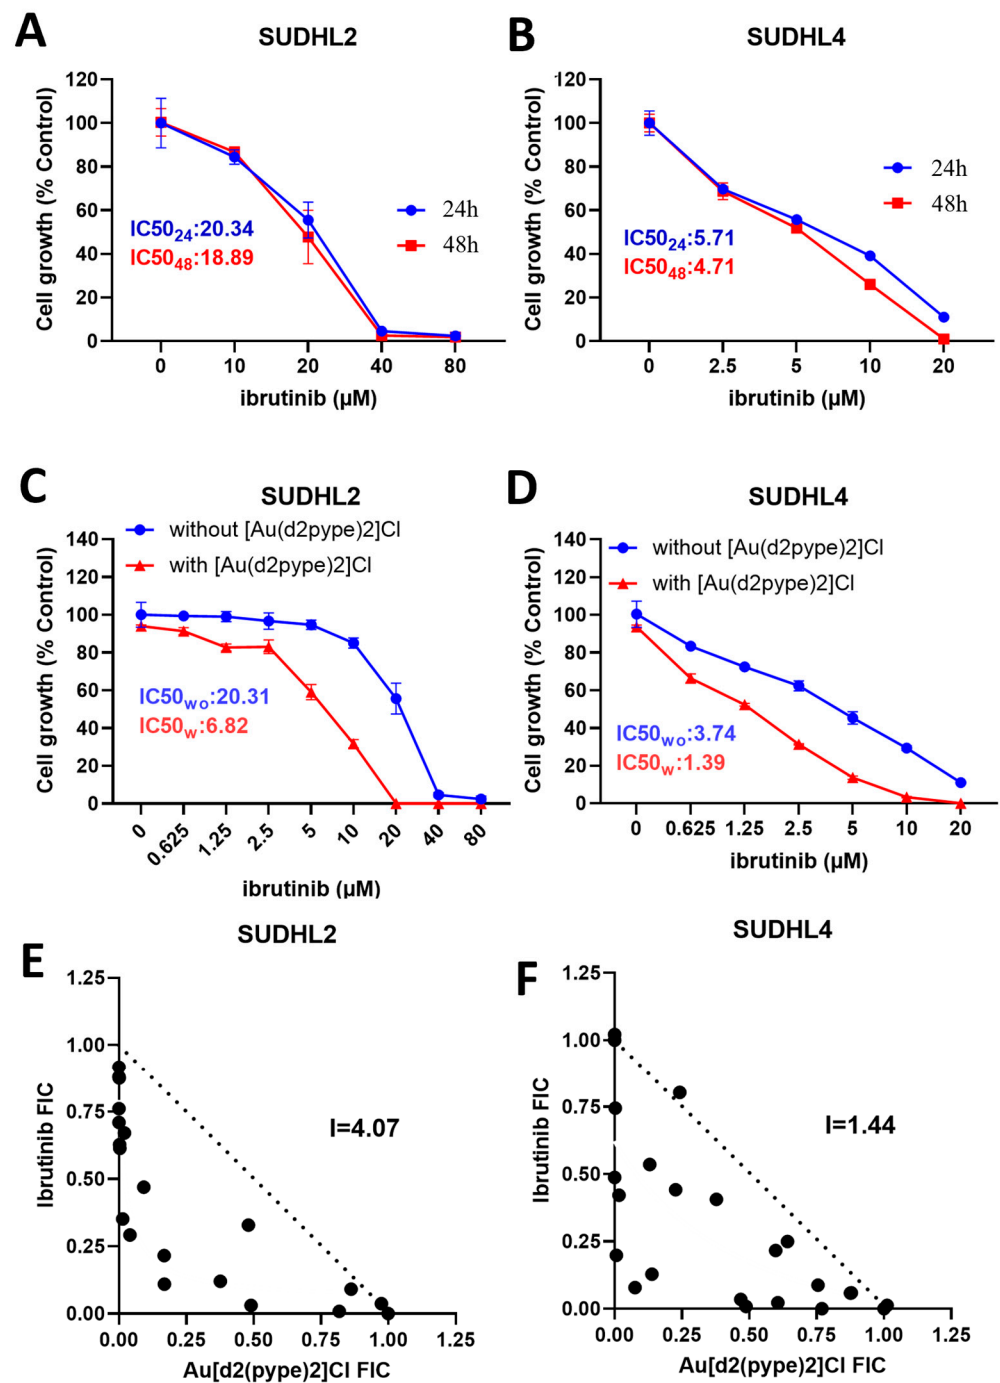 A
SUDHL2
120
100
80
60
40
20
0
Cell growth (% Control)
24h
48h
IC5024:20.34
IC5048:18.89
0 10 20 40 80
ibrutinib (µM)
B
SUDHL4
120
100
80
60
40
20
0
Cell growth (% Control)
24h
48h
IC5024:5.71
IC5048:4.71
0 2.5 5 10 20
ibrutinib (µM)
C
SUDHL2
without [Au(d2pype)2]Cl
with [Au(d2pype)2]Cl
140
120
100
80
60
40
20
0
Cell growth (% Control)
IC50wo:20.31
IC50w:6.82
0 0.625 1.25 2.5 5 10 20 40 80
ibrutinib (µM)
D
SUDHL4
without [Au(d2pype)2]Cl
with [Au(d2pype)2]Cl
140
120
100
80
60
40
20
0
Cell growth (% Control)
IC50wo:3.74
IC50w:1.39
0 0.625 1.25 2.5 5 10 20
ibrutinib (µM)
E
SUDHL2
1.25
1.00
0.75
0.50
0.25
0.00
Ibrutinib FIC
I=4.07
0.00 0.25 0.50 0.75 1.00 1.25
Au[d2(pype)2]Cl FIC
F
SUDHL4
1.25
1.00
0.75
0.50
0.25
0.00
Ibrutinib FIC
I=1.44
0.00 0.25 0.50 0.75 1.00 1.25
Au[d2(pype)2]Cl FIC